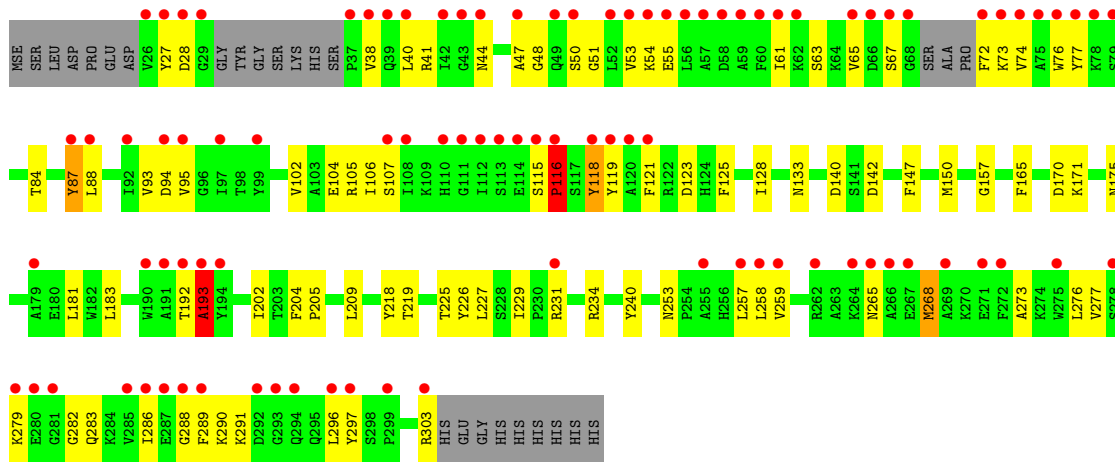 MSE SER LEU ASP PRO GLU ASP V26 Y27 D28 G29 GLY TYR GLY SER LYS HIS SER P37 V38 Q39 L40 R41 I42 G43 N44 A47 G48 Q49 S50 G51 L52 V53 K54 E55 L56 A57 D58 A59 F60 I61 K62 S63 K64 V65 D66 S67 G68 SER ALA PRO F72 K73 V74 A75 W76 Y77 K78 S79
T84 Y87 L88 I92 V93 D94 V95 G96 I97 T98 Y99 V102 A103 E104 R105 I106 S107 I108 K109 H110 G111 I112 S113 E114 S115 P116 S117 Y118 Y119 A120 F121 R122 D123 H124 F125 I128 N133 D140 S141 D142 F147 M150 G157 F165 D170 K171 N175
A179 E180 L181 W182 L183 W190 A191 T192 A193 Y194 I202 T203 F204 P205 L209 Y218 T219 T225 Y226 L227 S228 I229 P230 R231 R234 Y240 N253 P254 A255 H256 L257 L258 V259 R262 A263 K264 N265 A266 E267 M268 A269 K270 E271 F272 A273 K274 W275 L276 V277 S278
K279 E280 G281 G282 Q283 K284 V285 I286 E287 G288 F289 K290 K291 D292 G293 Q294 Q295 L296 Y297 S298 P299 R303 HIS GLU GLY HIS HIS HIS HIS HIS HIS